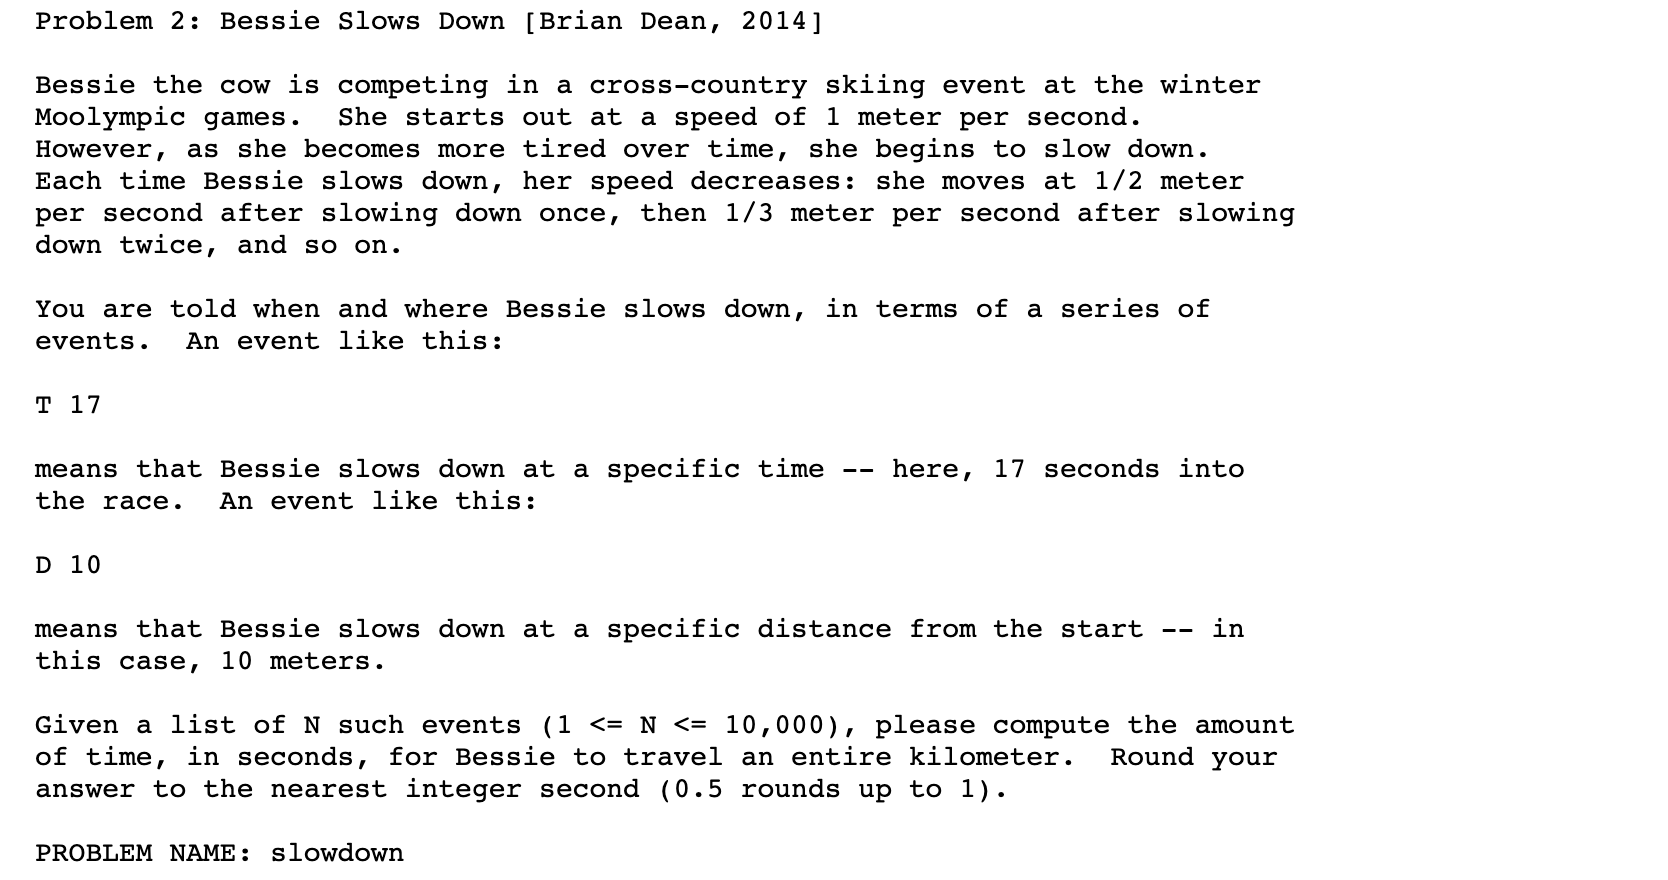 Problem 2: Bessie Slows Down [Brian Dean, 2014]
Bessie the cow is competing in a cross-country skiing event at the winter
Moolympic games.  She starts out at a speed of 1 meter per second.
However, as she becomes more tired over time, she begins to slow down.
Each time Bessie slows down, her speed decreases: she moves at 1/2 meter
per second after slowing down once, then 1/3 meter per second after slowing
down twice, and so on.
You are told when and where Bessie slows down, in terms of a series of
events.  An event like this:
T 17
means that Bessie slows down at a specific time -- here, 17 seconds into
the race.  An event like this:
D 10
means that Bessie slows down at a specific distance from the start -- in
this case, 10 meters.
Given a list of N such events (1 <= N <= 10,000), please compute the amount
of time, in seconds, for Bessie to travel an entire kilometer.  Round your
answer to the nearest integer second (0.5 rounds up to 1).
PROBLEM NAME: slowdown